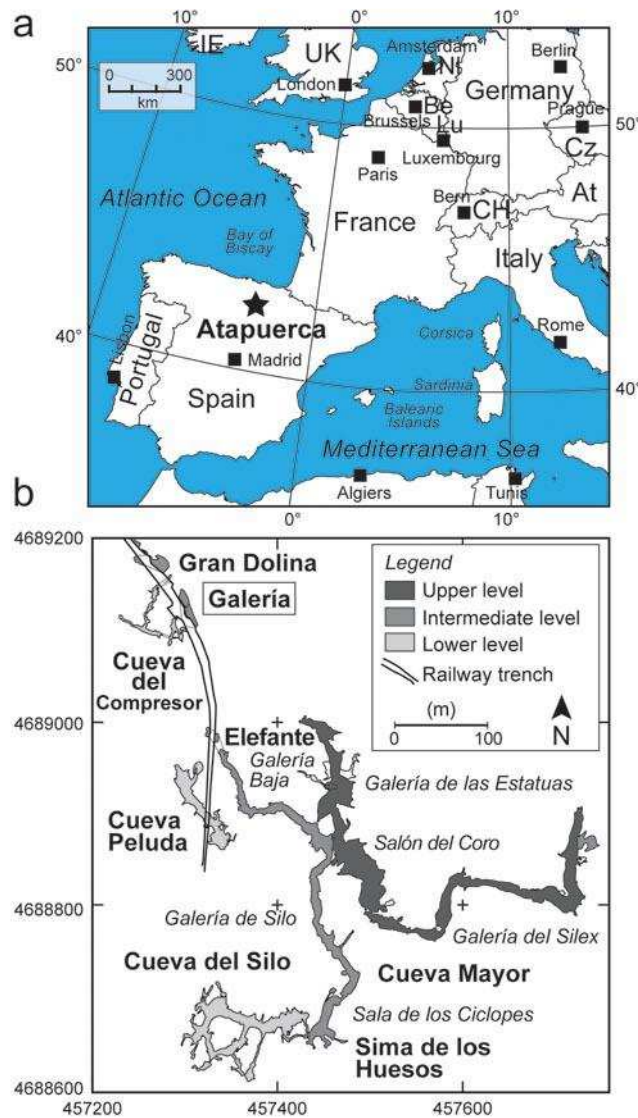 a
10°
0°
10°
50°
IE
UK
Amsterdam
Nl
Berlin
0 300
km
London
Germany
Be
Brussels
Prague
50°
Lu
Luxembourg
Cz
Paris
Atlantic Ocean
Bern
CH
At
Bay of
Biscay
France
Italy
40°
Atapuerca
Corsica
Rome
Lisbon
Portugal
Madrid
Sardinia
40°
Spain
Balearic
Islands
Mediterranean Sea
Algiers
Tunis
0°
10°
b
4689200
Gran Dolina
Galería
Legend
Upper level
Intermediate level
Lower level
Railway trench
(m)
0 100
N
Cueva
del
Compresor
4689000
Elefante
Galería
Baja
Galería de las Estatuas
Cueva
Peluda
Salón del Coro
4688800
Galería de Silo
Galería del Silex
Cueva del Silo
Cueva Mayor
Sala de los Ciclopes
Sima de los
Huesos
4688600
457200
457400
457600